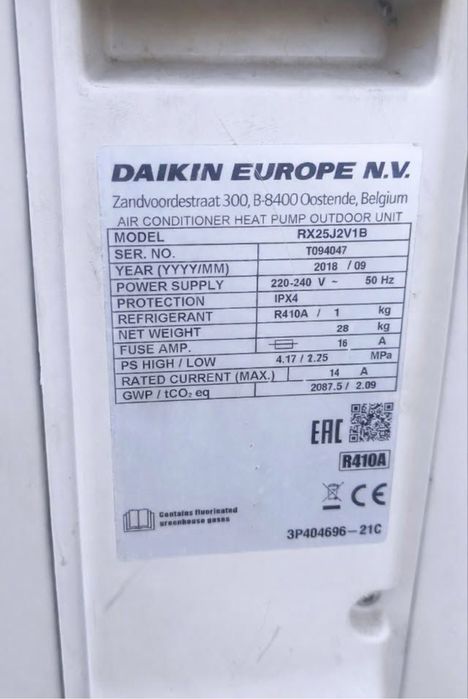 DAIKIN EUROPE N.V.
Zandvoordestraat 300, B-8400 Oostende, Belgium
AIR CONDITIONER HEAT PUMP OUTDOOR UNIT
MODEL RX25J2V1B
SER. NO. T094047
YEAR (YYYY/MM) 2018 / 09
POWER SUPPLY 220-240 V ~ 50 Hz
PROTECTION IPX4
REFRIGERANT R410A / 1 kg
NET WEIGHT 28 kg
FUSE AMP. 16 A
PS HIGH / LOW 4.17 / 2.25 MPa
RATED CURRENT (MAX.) 14 A
GWP / tCO₂ eq 2087.5 / 2.09
EAC
R410A
CE
Contains fluorinated
greenhouse gases
3P404696-21C